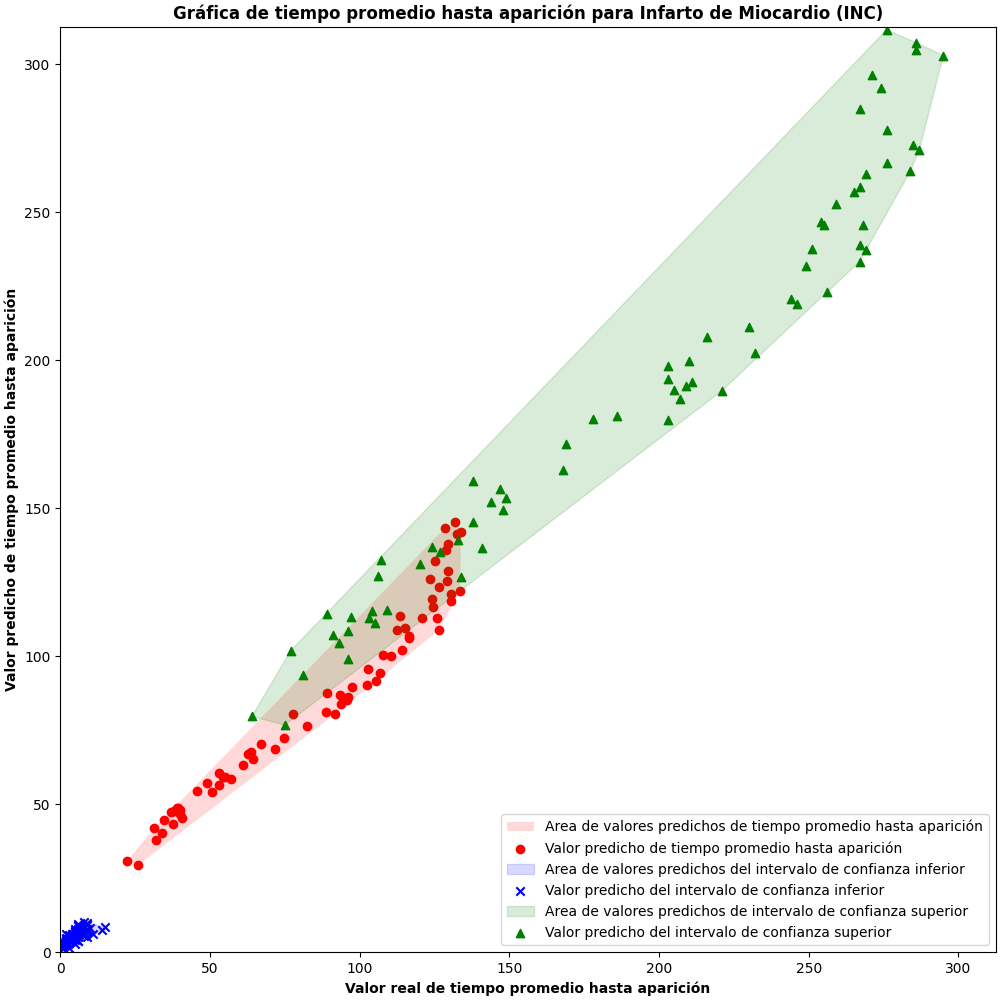 Gráfica de tiempo promedio hasta aparición para Infarto de Miocardio (INC)
Valor predicho de tiempo promedio hasta aparición
300
250
200
150
100
50
0
Area de valores predichos de tiempo promedio hasta aparición
Valor predicho de tiempo promedio hasta aparición
Area de valores predichos del intervalo de confianza inferior
Valor predicho del intervalo de confianza inferior
Area de valores predichos de intervalo de confianza superior
Valor predicho del intervalo de confianza superior
0 50 100 150 200 250 300
Valor real de tiempo promedio hasta aparición